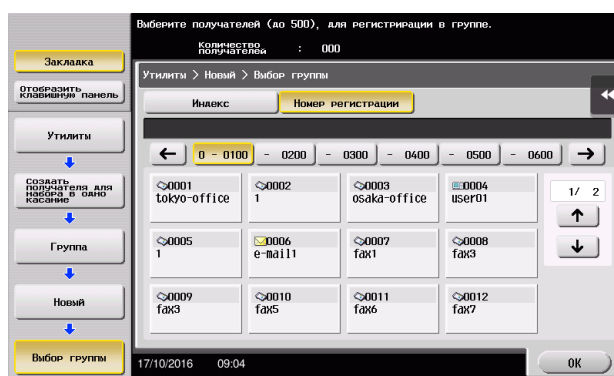 Выберите получателей (до 500), для регистрирации в группе.
Количество
получателей : 000
Закладка
Отобразить
клавишную панель
Утилиты
Создать
получателя для
набора в одно
касание
Группа
Новый
Выбор группы
Утилиты > Новый > Выбор группы
Индекс
Номер регистрации
← 0 - 0100 - 0200 - 0300 - 0400 - 0500 - 0600 →
0001
tokyo-office
0002
1
0003
osaka-office
0004
user01
1/ 2
0005
1
0006
e-mail1
0007
fax1
0008
fax3
0009
fax3
0010
fax5
0011
fax6
0012
fax7
17/10/2016 09:04
OK